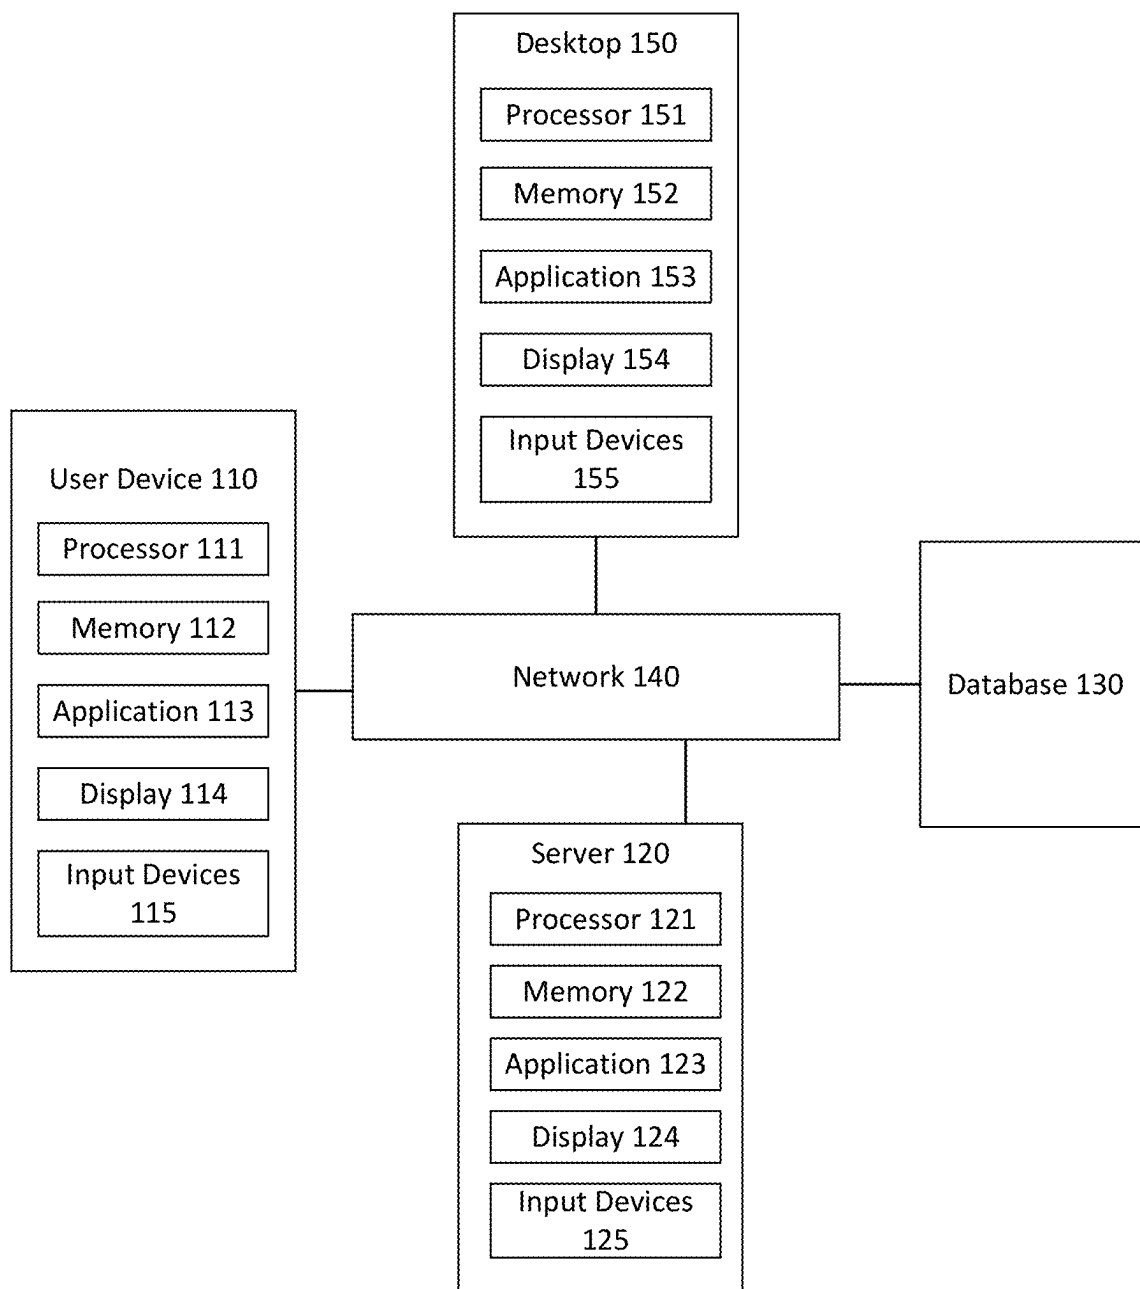 Desktop 150
Processor 151
Memory 152
Application 153
Display 154
Input Devices
155
User Device 110
Processor 111
Memory 112
Application 113
Display 114
Input Devices
115
Network 140
Database 130
Server 120
Processor 121
Memory 122
Application 123
Display 124
Input Devices
125